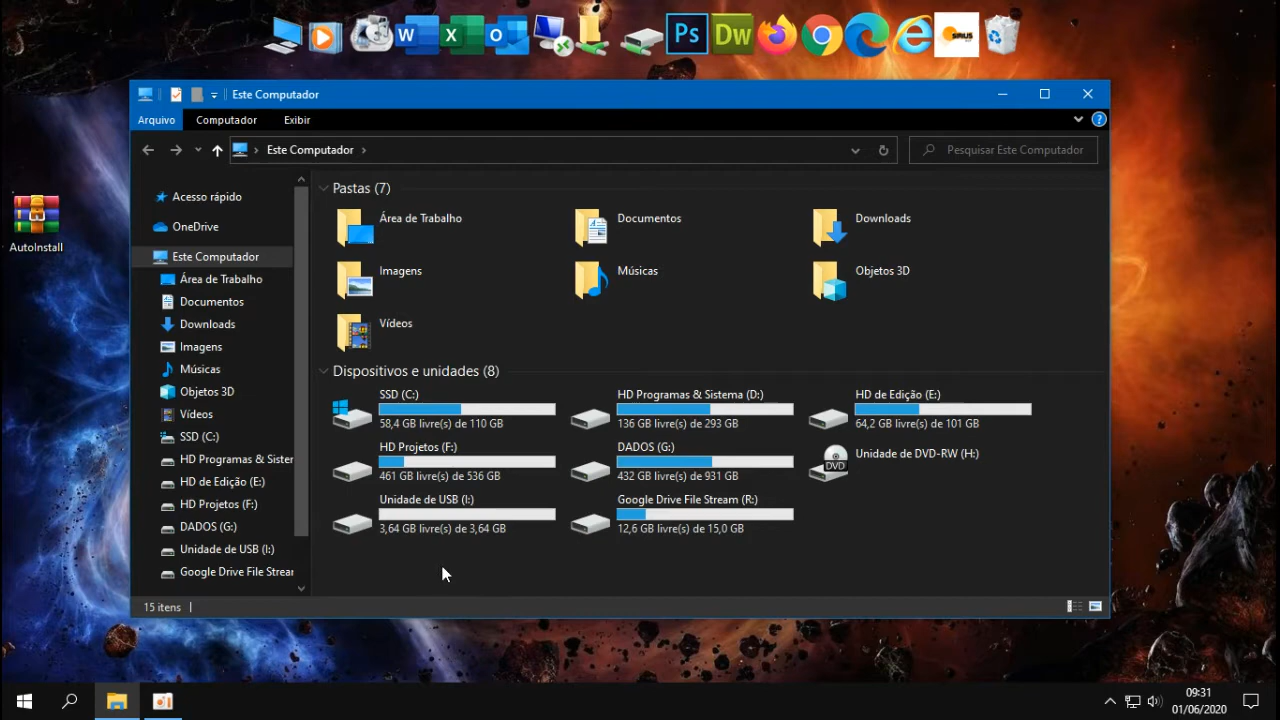 W
X
O
Ps
Dw
SIRIUS
Este Computador
Arquivo
Computador
Exibir
Este Computador
Pesquisar Este Computador
AutoInstall
Acesso rápido
OneDrive
Este Computador
Área de Trabalho
Documentos
Downloads
Imagens
Músicas
Objetos 3D
Vídeos
SSD (C:)
HD Programas & Sister
HD de Edição (E:)
HD Projetos (F:)
DADOS (G:)
Unidade de USB (I:)
Google Drive File Strear
Pastas (7)
Área de Trabalho
Documentos
Downloads
Imagens
Músicas
Objetos 3D
Vídeos
Dispositivos e unidades (8)
SSD (C:)
58,4 GB livre(s) de 110 GB
HD Programas & Sistema (D:)
136 GB livre(s) de 293 GB
HD de Edição (E:)
64,2 GB livre(s) de 101 GB
HD Projetos (F:)
461 GB livre(s) de 536 GB
DADOS (G:)
432 GB livre(s) de 931 GB
DVD
Unidade de DVD-RW (H:)
Unidade de USB (I:)
3,64 GB livre(s) de 3,64 GB
Google Drive File Stream (R:)
12,6 GB livre(s) de 15,0 GB
15 itens
09:31
01/06/2020